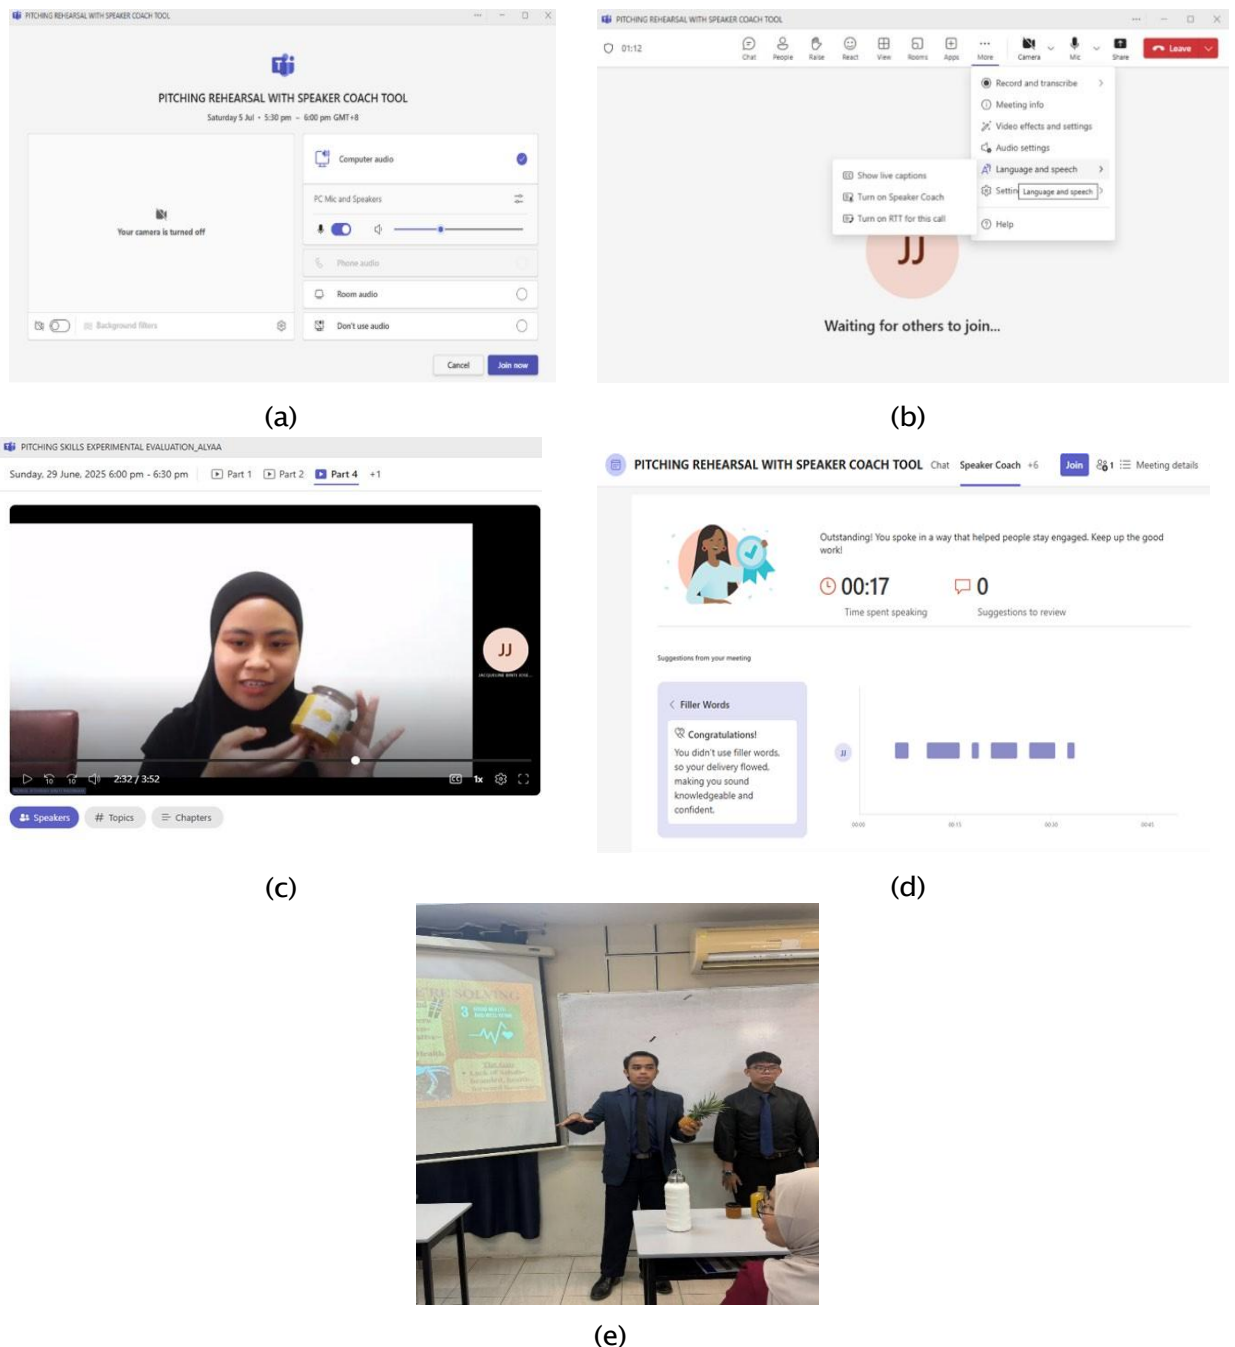 PITCHING REHEARSAL WITH SPEAKER COACH TOOL
PITCHING REHEARSAL WITH SPEAKER COACH TOOL
Saturday 5 Jul • 5:30 pm – 6:00 pm GMT+8
Your camera is turned off
Background filters
Computer audio
PC Mic and Speakers
Phone audio
Room audio
Don't use audio
Cancel
Join now
(a)
PITCHING REHEARSAL WITH SPEAKER COACH TOOL
01:12
Chat People Raise React View Rooms Apps More Camera Mic Share Leave
Record and transcribe
Meeting info
Video effects and settings
Audio settings
Language and speech
Language and speech
Help
Show live captions
Turn on Speaker Coach
Turn on RTT for this call
JJ
Waiting for others to join...
(b)
PITCHING SKILLS EXPERIMENTAL EVALUATION_ALYAA
Sunday, 29 June, 2025 6:00 pm - 6:30 pm Part 1 Part 2 Part 4 +1
JJ
10 10 2:32 / 3:52 CC 1x
Speakers # Topics Chapters
(c)
PITCHING REHEARSAL WITH SPEAKER COACH TOOL Chat Speaker Coach +6 Join 1 Meeting details
Outstanding! You spoke in a way that helped people stay engaged. Keep up the good
work!
00:17 0
Time spent speaking Suggestions to review
Suggestions from your meeting
Filler Words
Congratulations!
You didn't use filler words,
so your delivery flowed,
making you sound
knowledgeable and
confident.
JJ
00:00 00:15 00:30 00:45
(d)
RE SOLVING
3
(e)